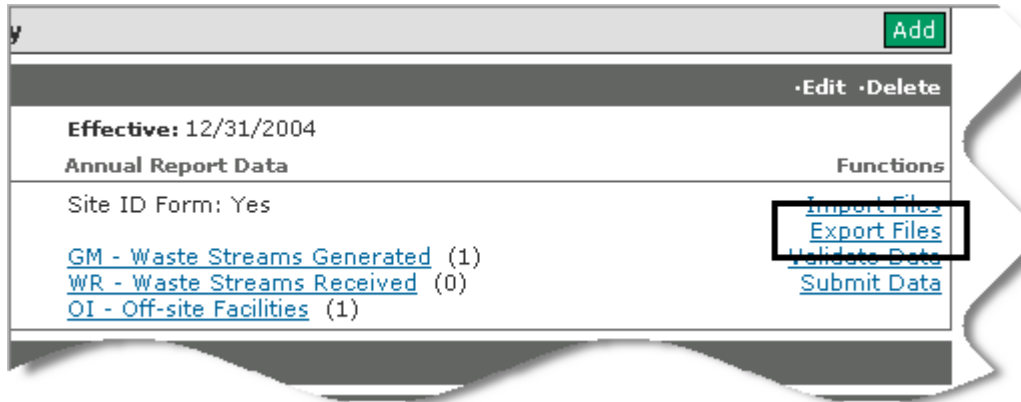 y Add
·Edit ·Delete
Effective: 12/31/2004
Annual Report Data Functions
Site ID Form: Yes Import Files
Export Files
GM - Waste Streams Generated (1) Validate Data
WR - Waste Streams Received (0) Submit Data
OI - Off-site Facilities (1)